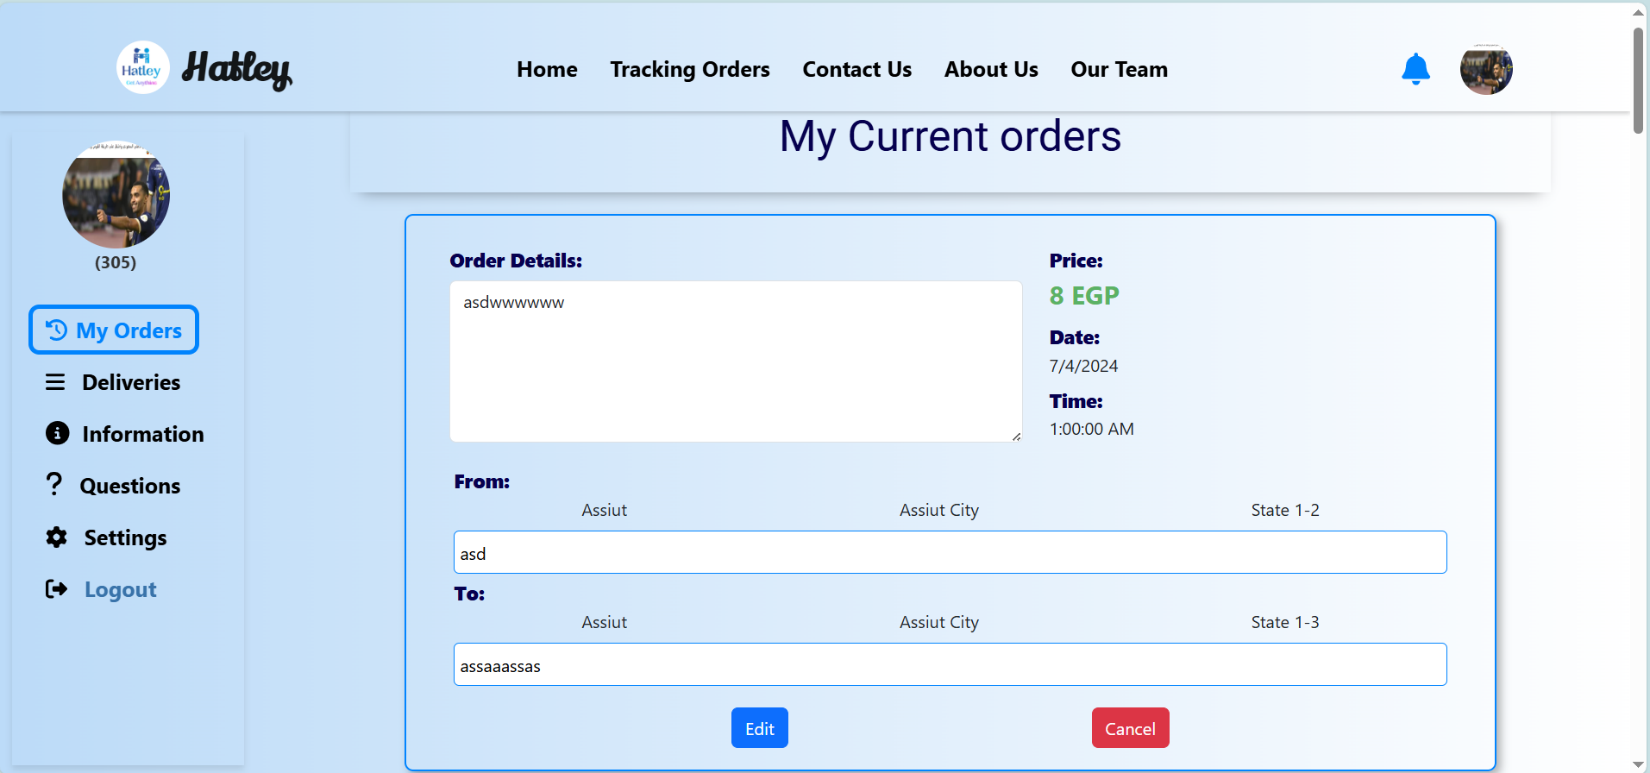 Hatley
Get Anything
Hatley
Home
Tracking Orders
Contact Us
About Us
Our Team
(305)
My Orders
Deliveries
Information
Questions
Settings
Logout
My Current orders
Order Details:
asdwwwwww
Price:
8 EGP
Date:
7/4/2024
Time:
1:00:00 AM
From:
Assiut
Assiut City
State 1-2
asd
To:
Assiut
Assiut City
State 1-3
assaaassas
Edit
Cancel